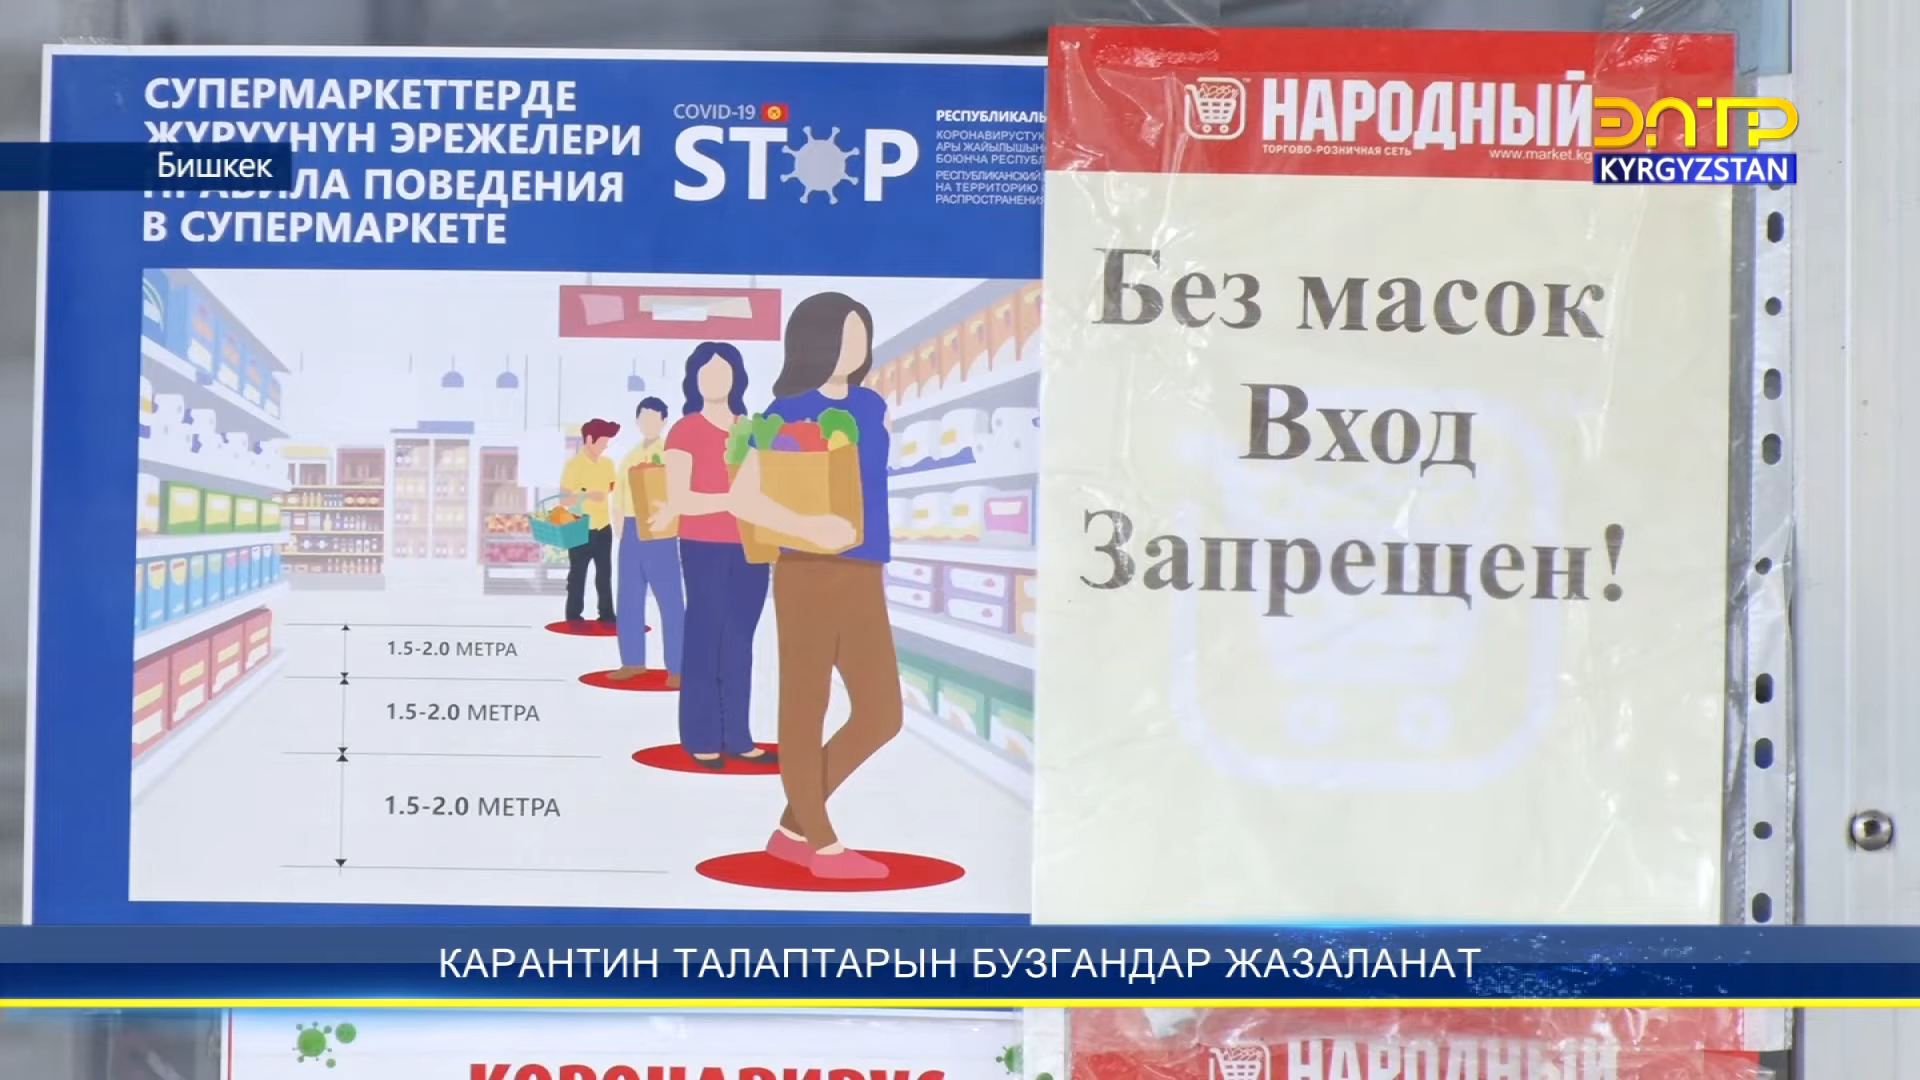 СУПЕРМАРКЕТТЕРДЕ
ЖҮРҮҮНҮН ЭРЕЖЕЛЕРИ
ПРАВИЛА ПОВЕДЕНИЯ
В СУПЕРМАРКЕТЕ
Бишкек
COVID-19
STOP
РЕСПУБЛИКАЛЬ
КОРОНАВИРУСТУ
АРЫ ЖАЙЫЛЫШЫН
БОЮНЧА РЕСПУБЛ
РЕСПУБЛИКАНСКИЙ
НА ТЕРРИТОРИЮ
РАСПРОСТРАНЕНИЯ
1.5-2.0 МЕТРА
1.5-2.0 МЕТРА
1.5-2.0 МЕТРА
НАРОДНЫЙ
ТОРГОВО-РОЗНИЧНАЯ СЕТЬ
www.market.kg
ЭЛТР
KYRGYZSTAN
Без масок
Вход
Запрещен!
КАРАНТИН ТАЛАПТАРЫН БУЗГАНДАР ЖАЗАЛАНАТ
КОРОНАВИРУС
НАРОДНЫЙ